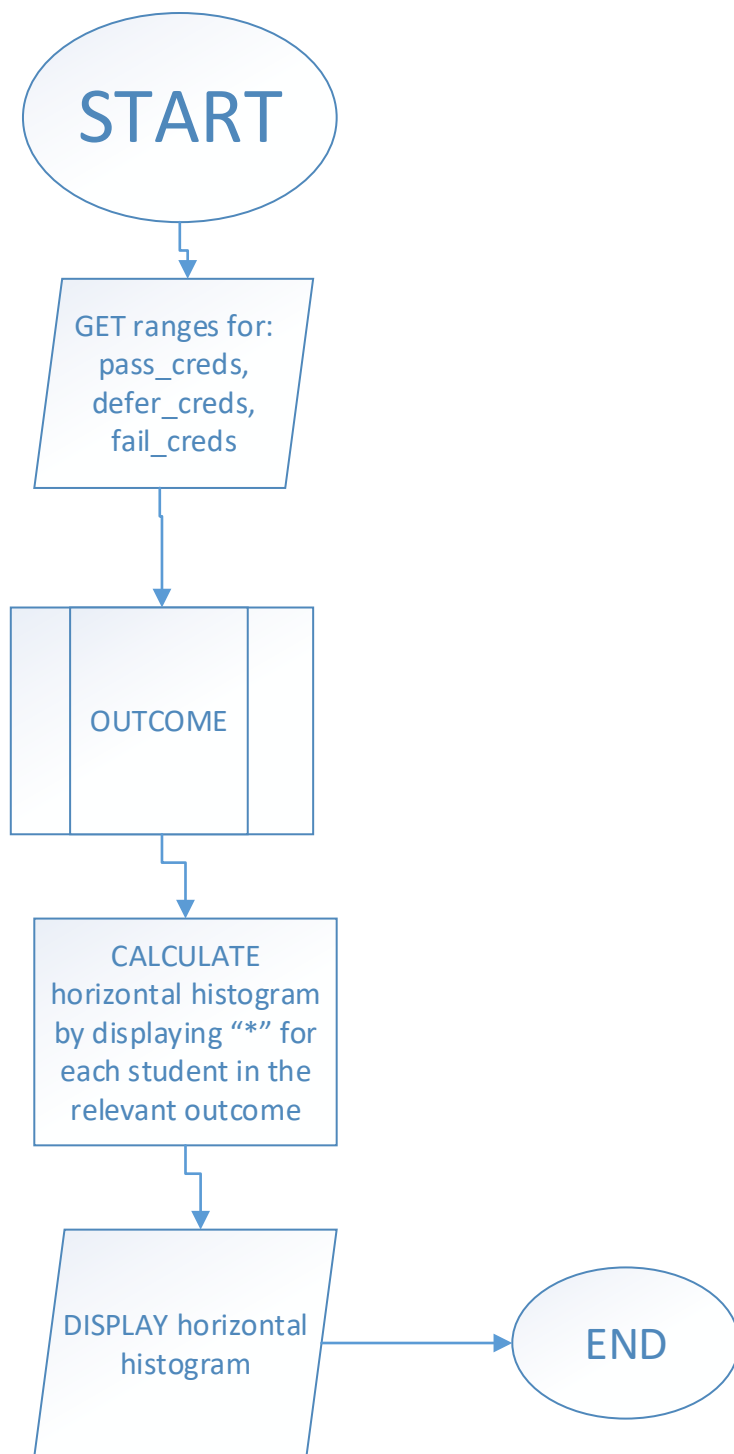 START
GET ranges for:
pass_creds,
defer_creds,
fail_creds
OUTCOME
CALCULATE
horizontal histogram
by displaying “*” for
each student in the
relevant outcome
DISPLAY horizontal
histogram
END